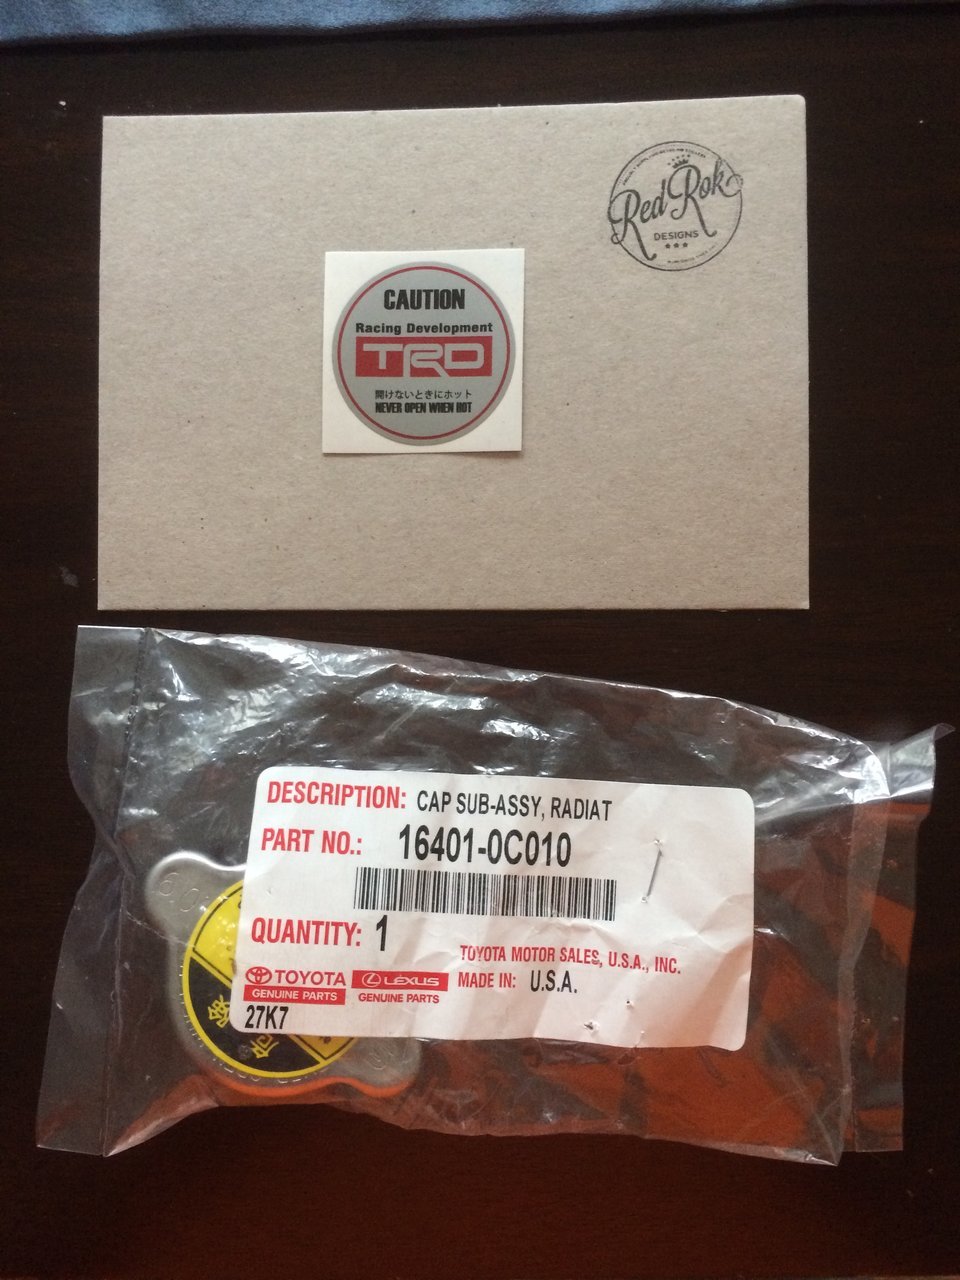 Red Rok
DESIGNS
CAUTION
Racing Development
TRD
開けないときにホット
NEVER OPEN WHEN HOT
DESCRIPTION: CAP SUB-ASSY, RADIAT
PART NO.: 16401-0C010
QUANTITY: 1
TOYOTA MOTOR SALES, U.S.A., INC.
TOYOTA
GENUINE PARTS
LEXUS
GENUINE PARTS
MADE IN: U.S.A.
27K7